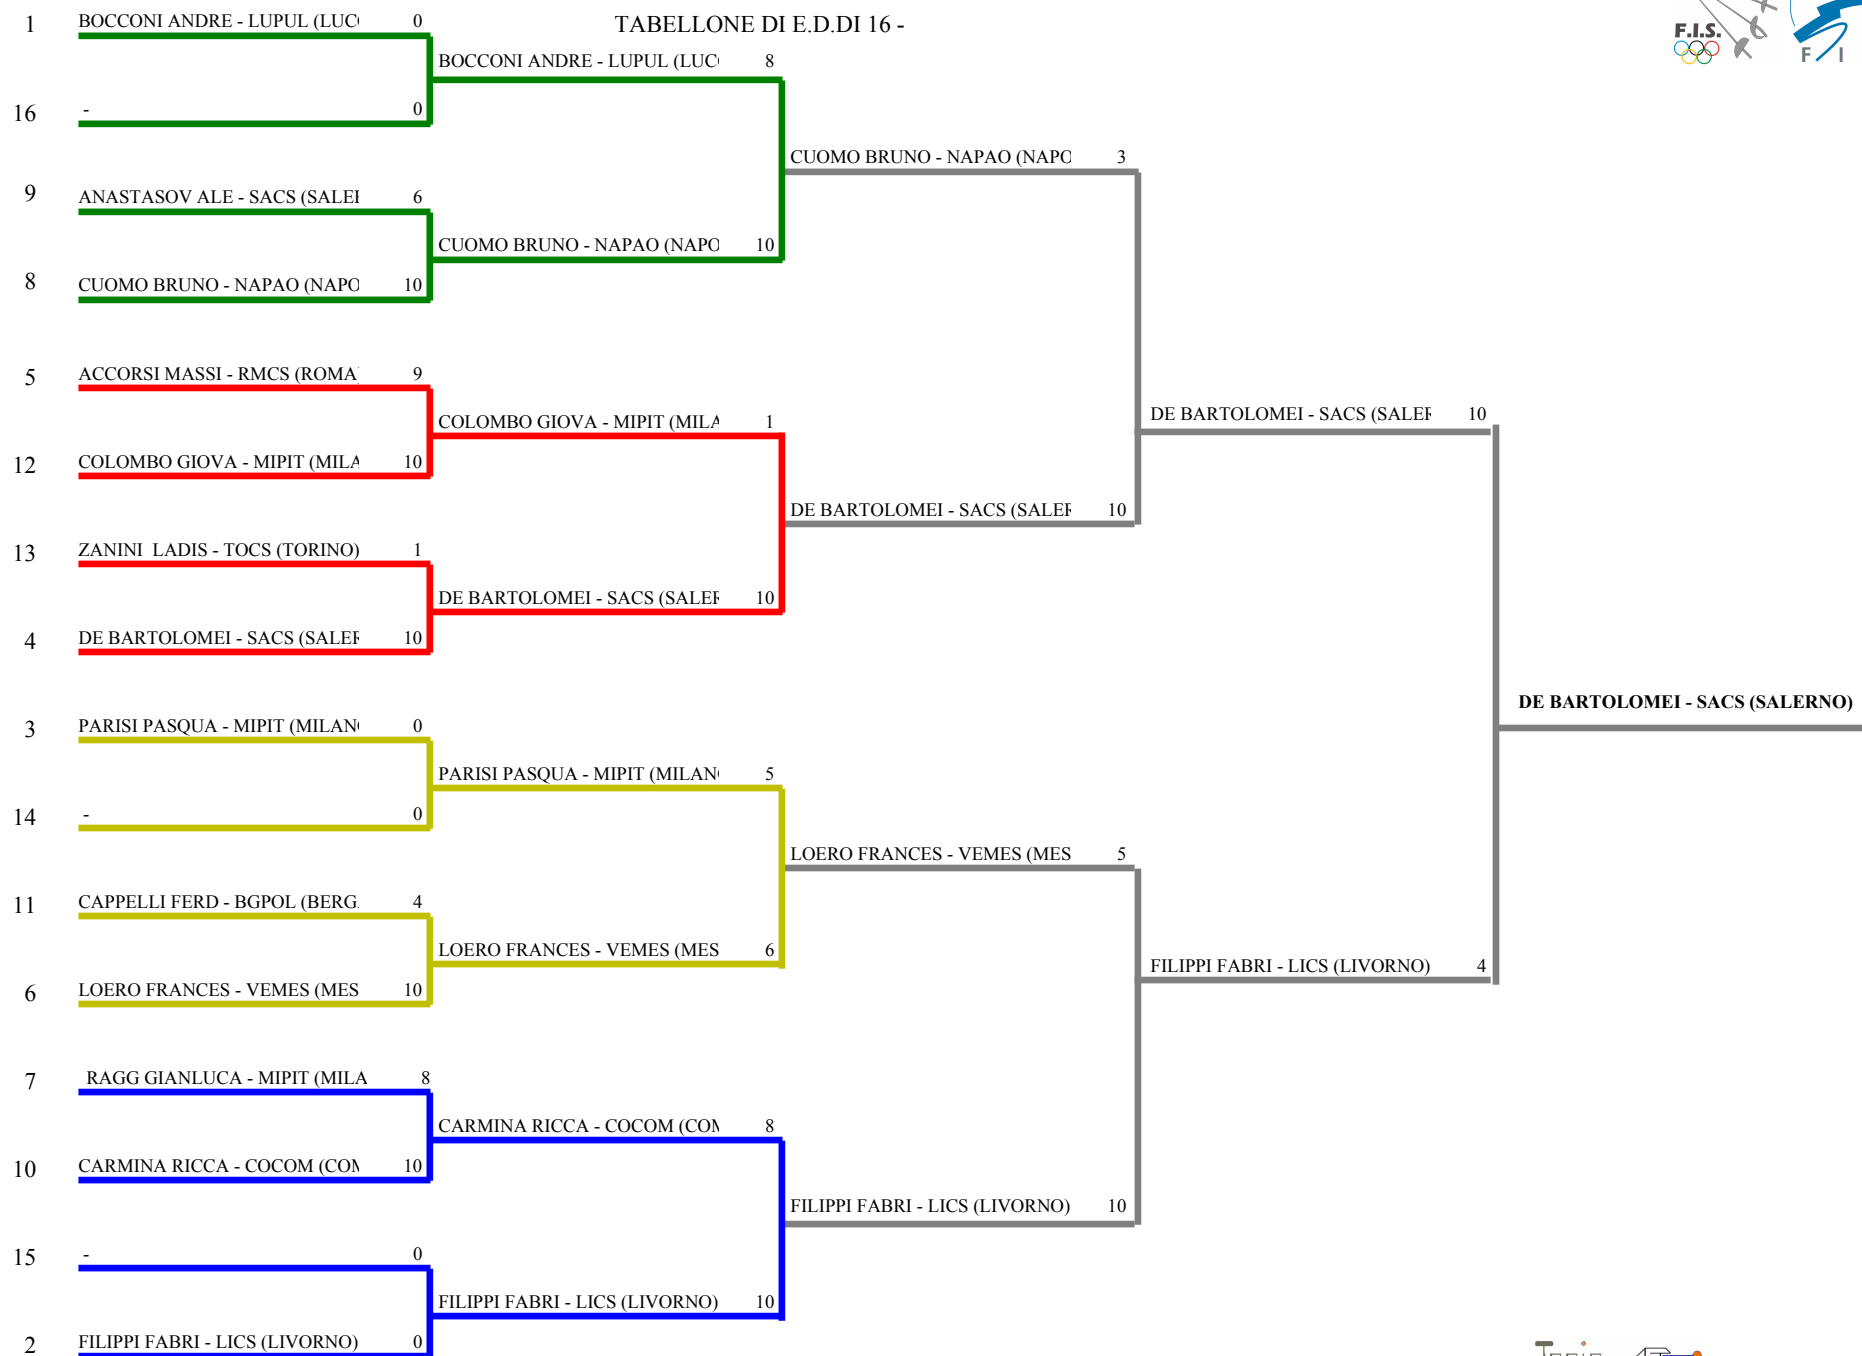 TABELLONE DI E.D.DI 16 -
F.I.S.
F I
1 BOCCONI ANDRE - LUPUL (LUC 0
BOCCONI ANDRE - LUPUL (LUC 8
16 - 0
CUOMO BRUNO - NAPAO (NAPO 3
9 ANASTASOV ALE - SACS (SALE 6
CUOMO BRUNO - NAPAO (NAPO 10
8 CUOMO BRUNO - NAPAO (NAPO 10
5 ACCORSI MASSI - RMCS (ROMA 9
DE BARTOLOMEI - SACS (SALER 10
COLOMBO GIOVA - MIPIT (MILA 1
12 COLOMBO GIOVA - MIPIT (MILA 10
DE BARTOLOMEI - SACS (SALER 10
13 ZANINI LADIS - TOCS (TORINO) 1
DE BARTOLOMEI - SACS (SALER 10
4 DE BARTOLOMEI - SACS (SALER 10
DE BARTOLOMEI - SACS (SALERNO)
3 PARISI PASQUA - MIPIT (MILAN 0
PARISI PASQUA - MIPIT (MILAN 5
14 - 0
LOERO FRANCES - VEMES (MES 5
11 CAPPELLI FERD - BGPOL (BERG 4
LOERO FRANCES - VEMES (MES 6
FILIPPI FABRI - LICS (LIVORNO) 4
6 LOERO FRANCES - VEMES (MES 10
7 RAGG GIANLUCA - MIPIT (MILA 8
CARMINA RICCA - COCOM (COM 8
10 CARMINA RICCA - COCOM (COM 10
FILIPPI FABRI - LICS (LIVORNO) 10
15 - 0
FILIPPI FABRI - LICS (LIVORNO) 10
2 FILIPPI FABRI - LICS (LIVORNO) 0